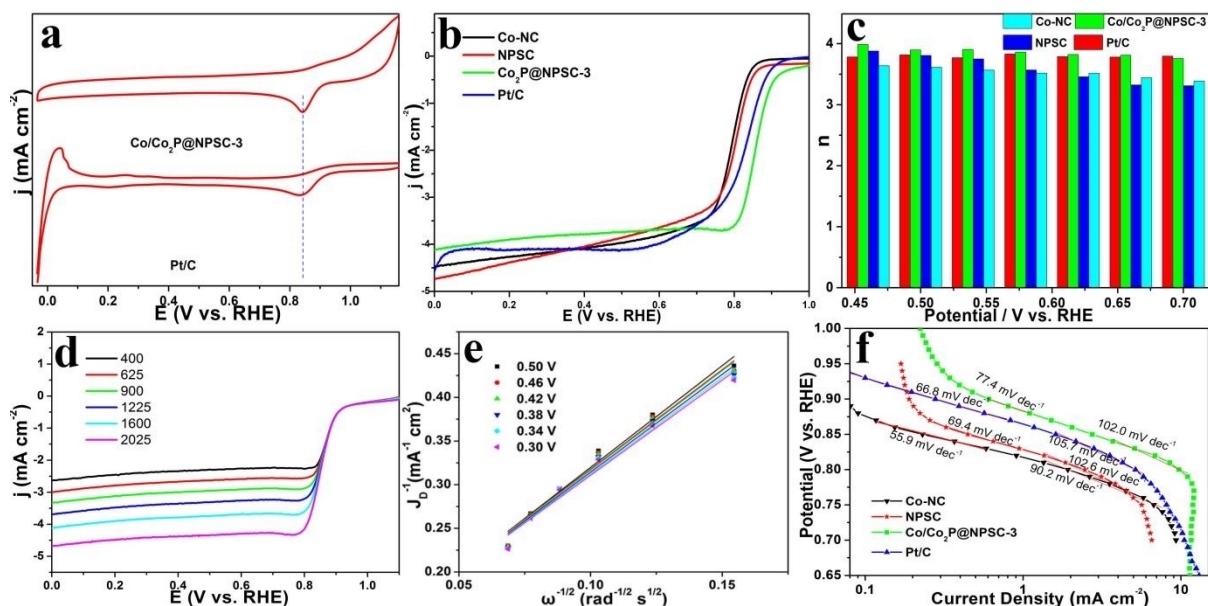 a
j (mA cm⁻²)
Co/Co₂P@NPSC-3
Pt/C
0.0 0.2 0.4 0.6 0.8 1.0
E (V vs. RHE)
b
Co-NC
NPSC
Co₂P@NPSC-3
Pt/C
j (mA cm⁻²)
0
-1
-2
-3
-4
-5
0.0 0.2 0.4 0.6 0.8 1.0
E (V vs. RHE)
c
Co-NC Co/Co₂P@NPSC-3
NPSC Pt/C
n
4
3
2
1
0
0.45 0.50 0.55 0.60 0.65 0.70
Potential / V vs. RHE
d
400
625
900
1225
1600
2025
j (mA cm⁻²)
2
1
0
-1
-2
-3
-4
-5
0.0 0.2 0.4 0.6 0.8 1.0
E (V vs. RHE)
e
0.50 V
0.46 V
0.42 V
0.38 V
0.34 V
0.30 V
J_D⁻¹(mA⁻¹ cm²)
0.45
0.40
0.35
0.30
0.25
0.20
0.05 0.10 0.15
ω⁻¹/² (rad⁻¹/² s¹/²)
f
Potential (V vs. RHE)
1.00
0.95
0.90
0.85
0.80
0.75
0.70
0.65
77.4 mV dec⁻¹
66.8 mV dec⁻¹
102.0 mV dec⁻¹
69.4 mV dec⁻¹
105.7 mV dec⁻¹
55.9 mV dec⁻¹
102.6 mV dec⁻¹
90.2 mV dec⁻¹
Co-NC
NPSC
Co/Co₂P@NPSC-3
Pt/C
0.1 1 10
Current Density (mA cm⁻²)